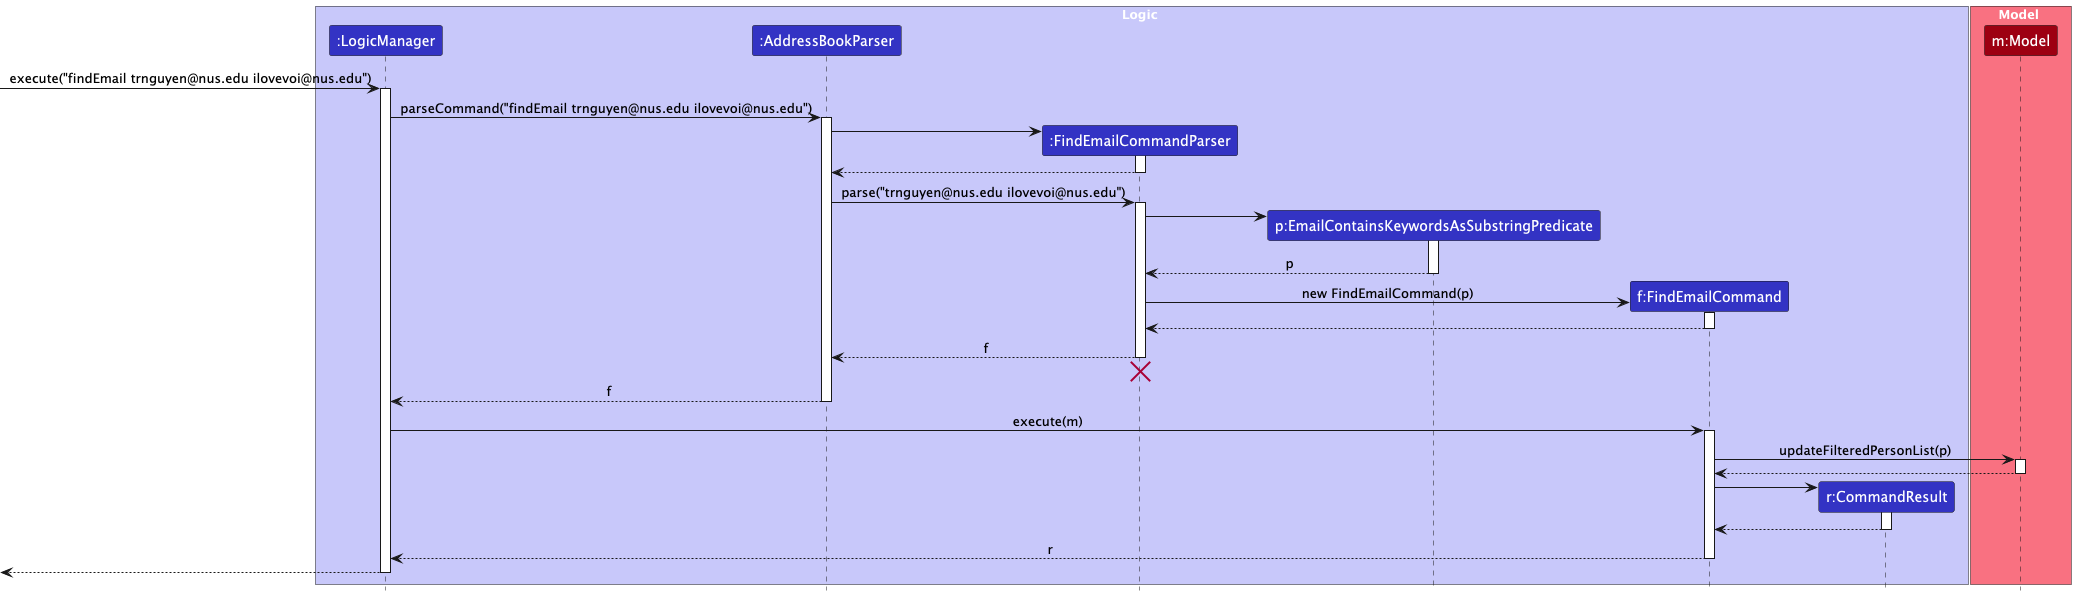 Logic
Model
:LogicManager
:AddressBookParser
m:Model
execute("findEmail trnguyen@nus.edu ilovevoi@nus.edu")
parseCommand("findEmail trnguyen@nus.edu ilovevoi@nus.edu")
:FindEmailCommandParser
parse("trnguyen@nus.edu ilovevoi@nus.edu")
p:EmailContainsKeywordsAsSubstringPredicate
p
new FindEmailCommand(p)
f:FindEmailCommand
f
f
execute(m)
updateFilteredPersonList(p)
r:CommandResult
r